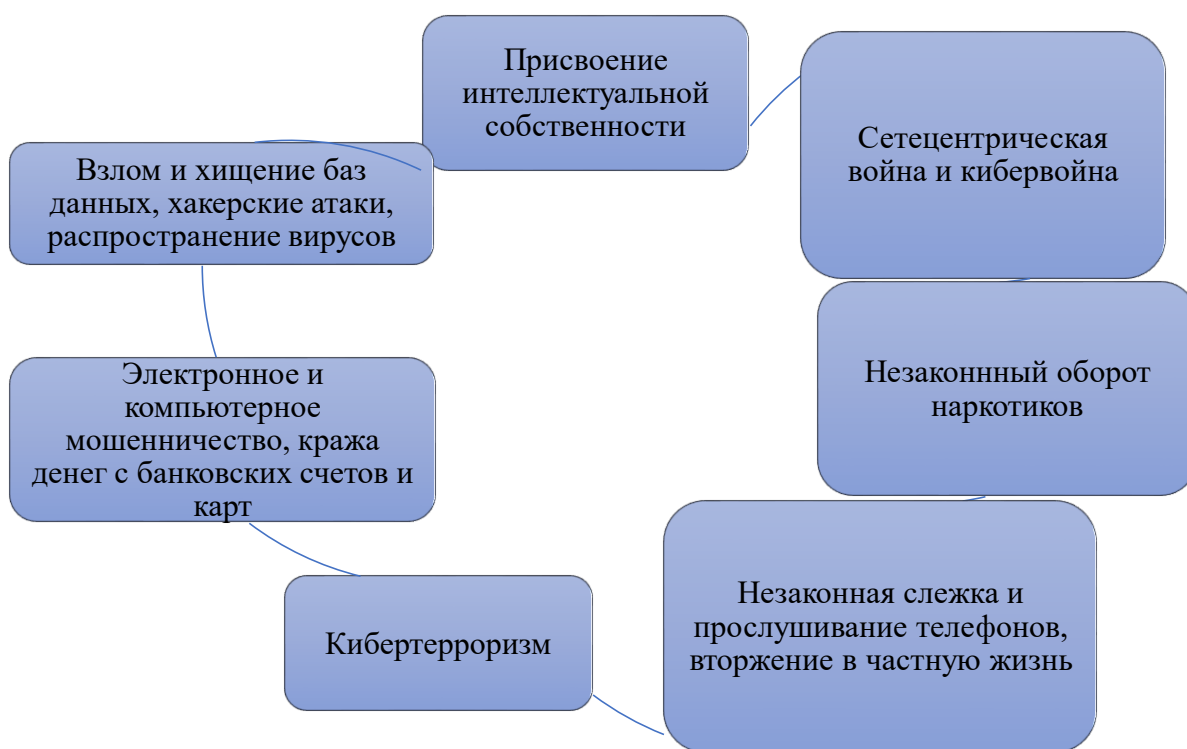 Присвоение
интеллектуальной
собственности
Сетецентрическая
война и кибервойна
Незаконнный оборот
наркотиков
Незаконная слежка и
прослушивание телефонов,
вторжение в частную жизнь
Кибертерроризм
Электронное и
компьютерное
мошенничество, кража
денег с банковских счетов и
карт
Взлом и хищение баз
данных, хакерские атаки,
распространение вирусов